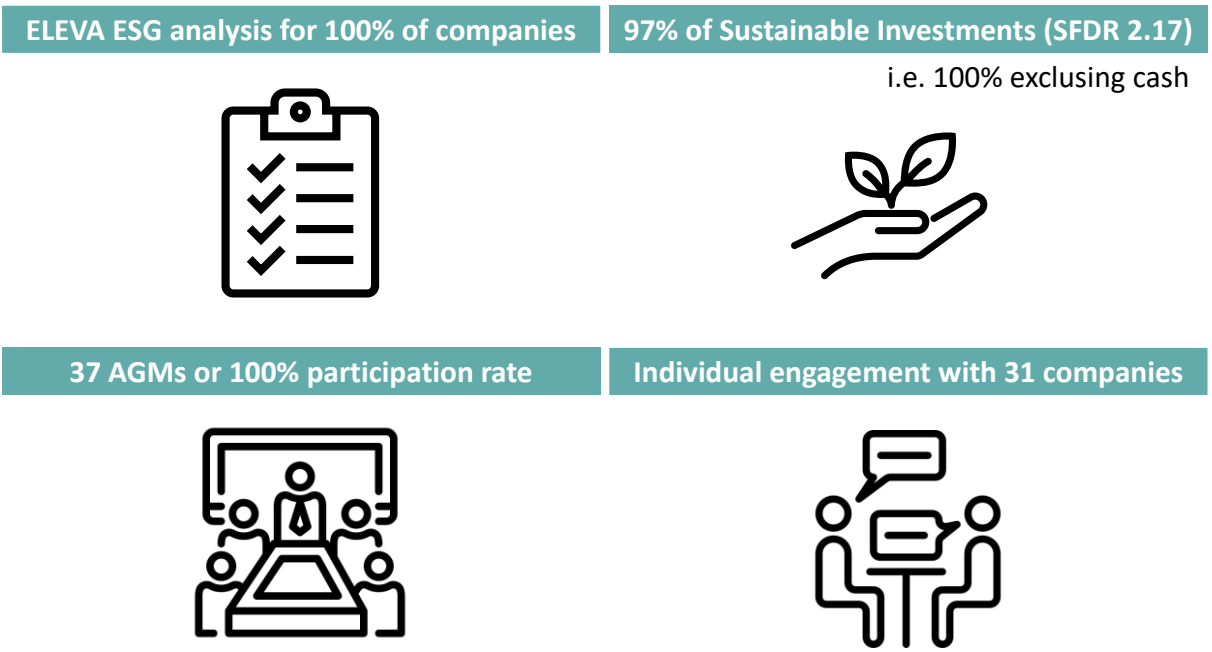 ELEVA ESG analysis for 100% of companies
97% of Sustainable Investments (SFDR 2.17)
i.e. 100% exclusing cash
37 AGMs or 100% participation rate
Individual engagement with 31 companies